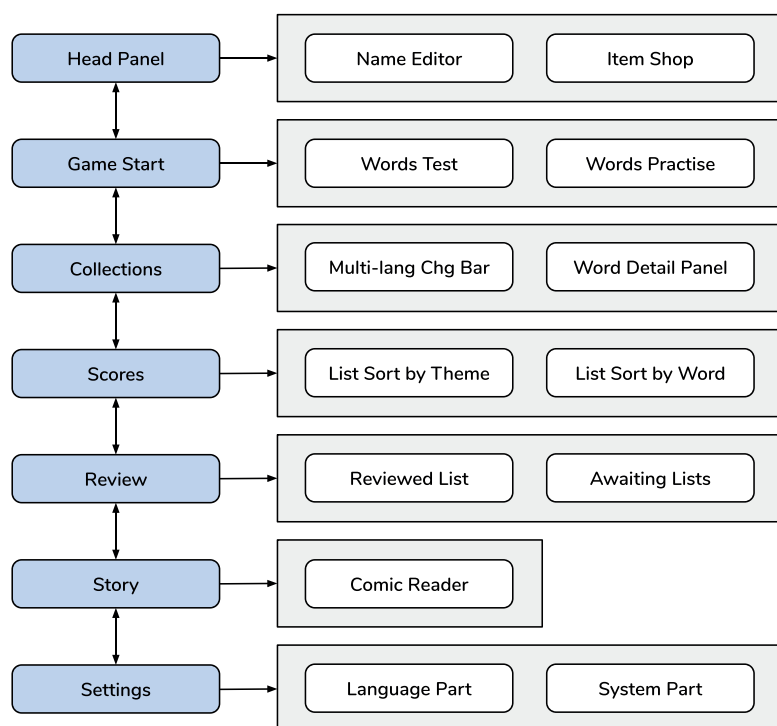 Head Panel
Name Editor
Item Shop
Game Start
Words Test
Words Practise
Collections
Multi-lang Chg Bar
Word Detail Panel
Scores
List Sort by Theme
List Sort by Word
Review
Reviewed List
Awaiting Lists
Story
Comic Reader
Settings
Language Part
System Part